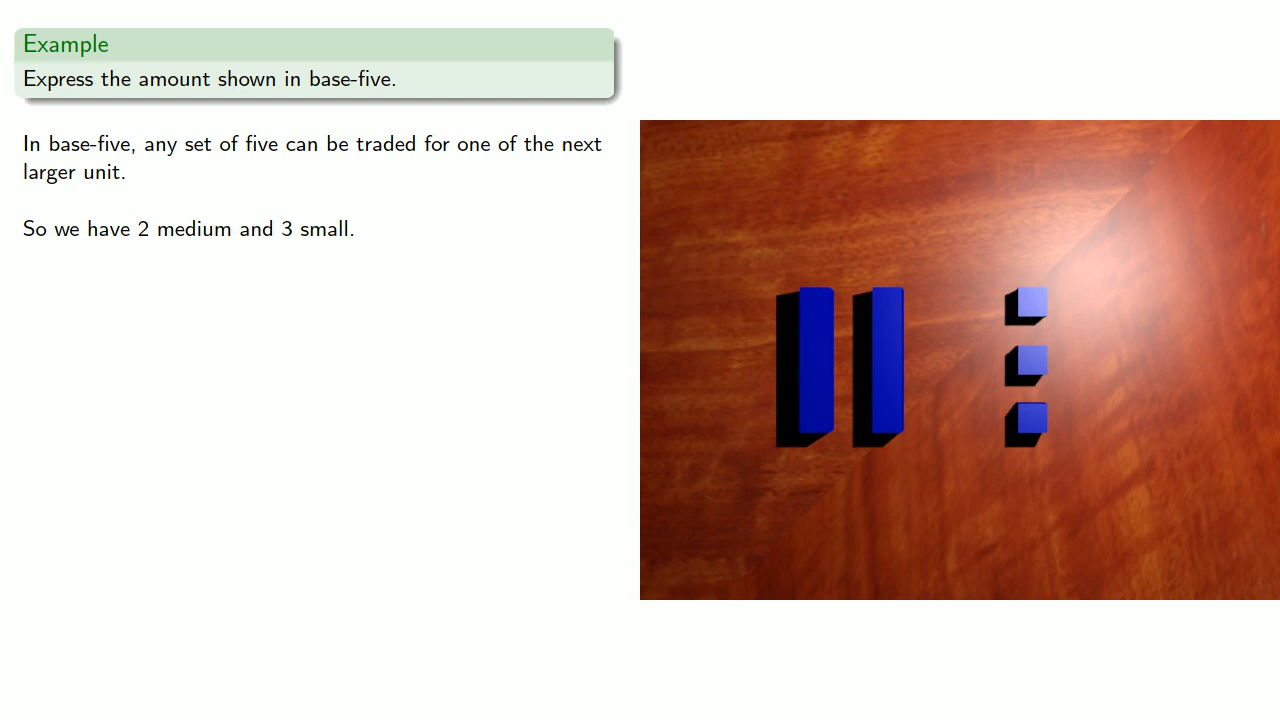 Example
Express the amount shown in base-five.
In base-five, any set of five can be traded for one of the next
larger unit.
So we have 2 medium and 3 small.